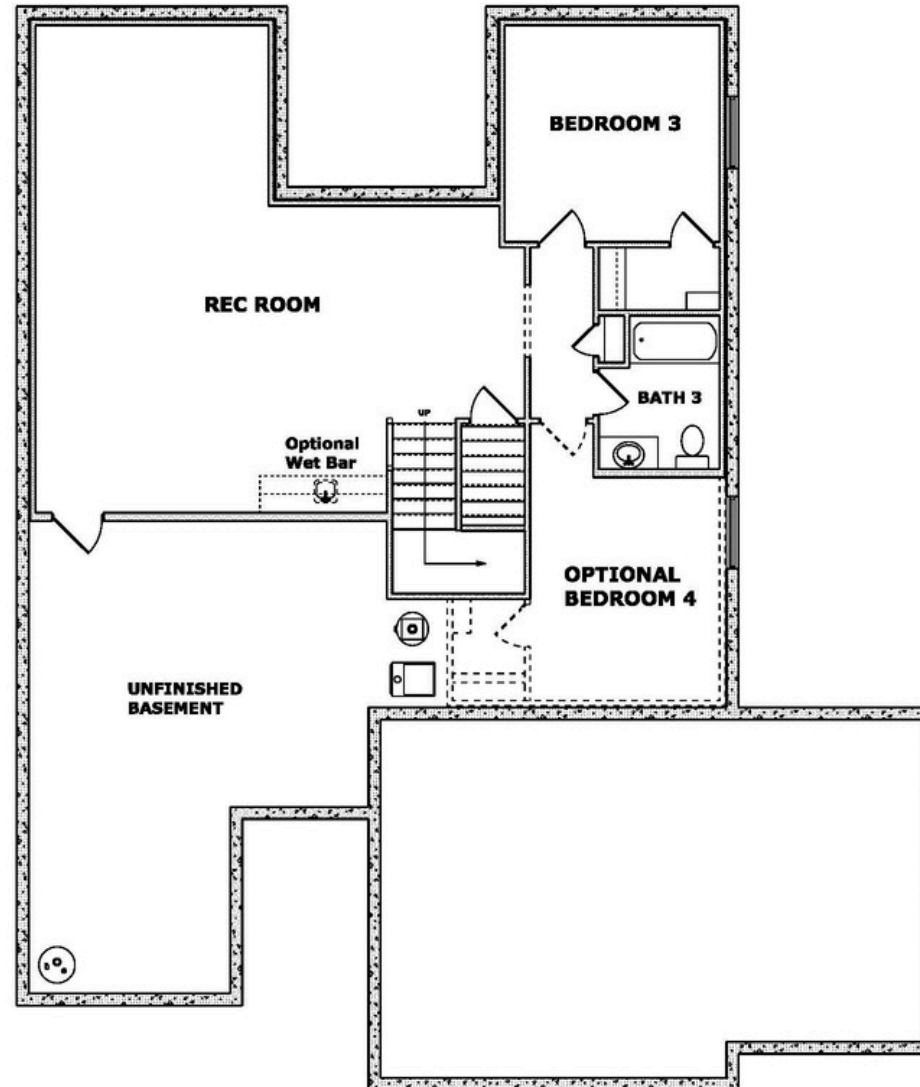 BEDROOM 3
REC ROOM
BATH 3
UP
Optional
Wet Bar
OPTIONAL
BEDROOM 4
UNFINISHED
BASEMENT